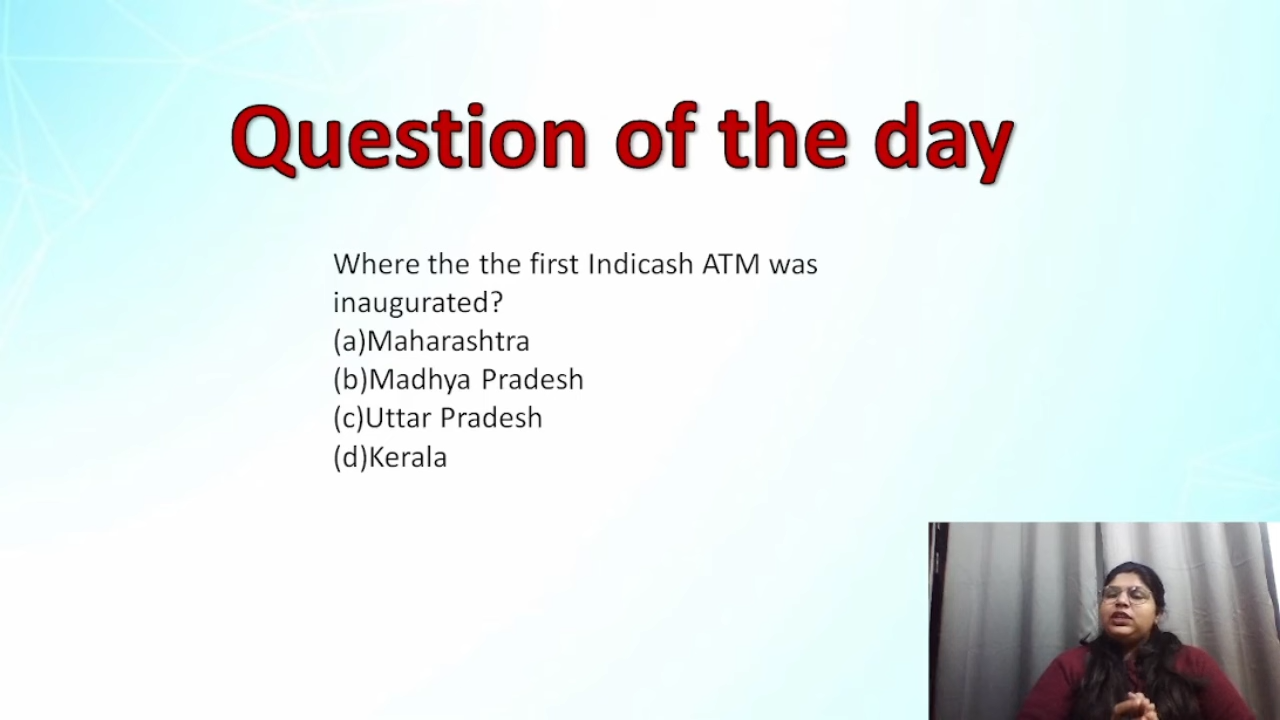 Question of the day
Where the the first Indicash ATM was
inaugurated?
(a)Maharashtra
(b)Madhya Pradesh
(c)Uttar Pradesh
(d)Kerala